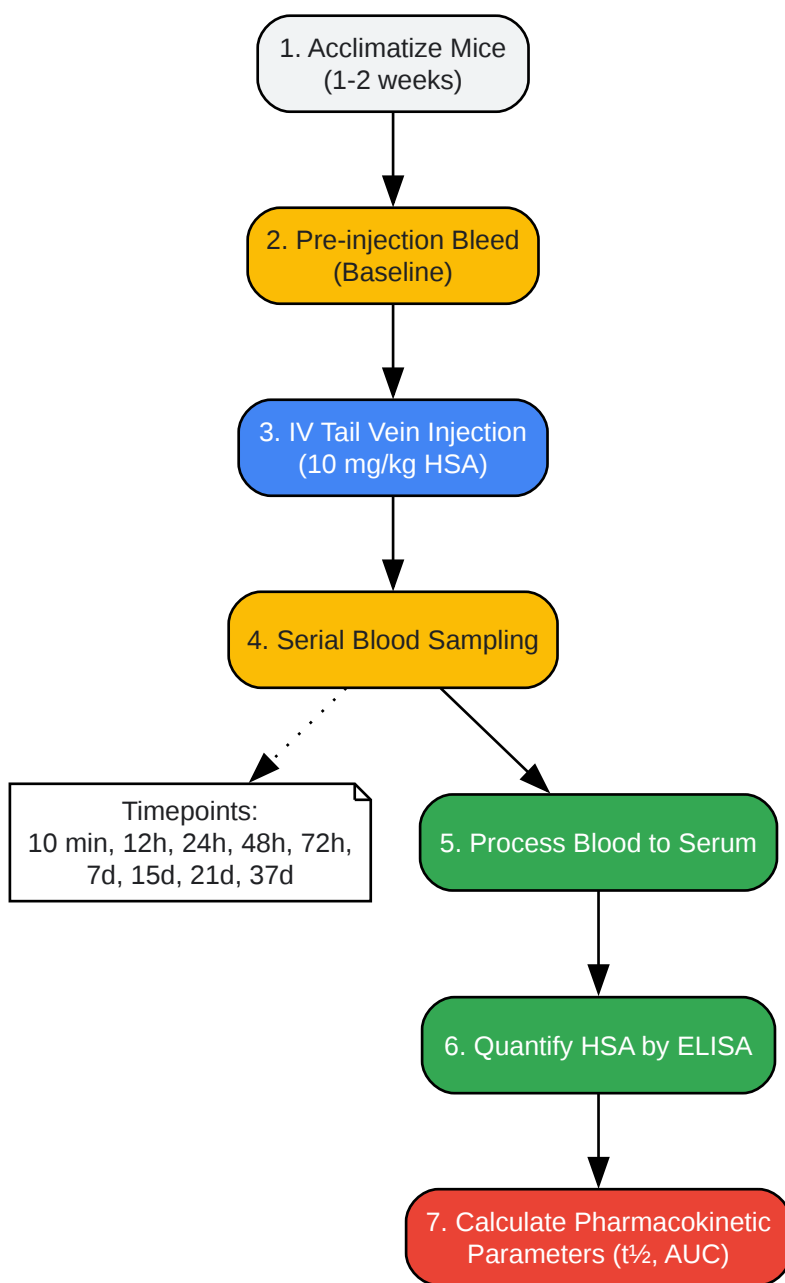 1. Acclimatize Mice
(1-2 weeks)
2. Pre-injection Bleed
(Baseline)
3. IV Tail Vein Injection
(10 mg/kg HSA)
4. Serial Blood Sampling
Timepoints:
10 min, 12h, 24h, 48h, 72h,
7d, 15d, 21d, 37d
5. Process Blood to Serum
6. Quantify HSA by ELISA
7. Calculate Pharmacokinetic
Parameters (t½, AUC)